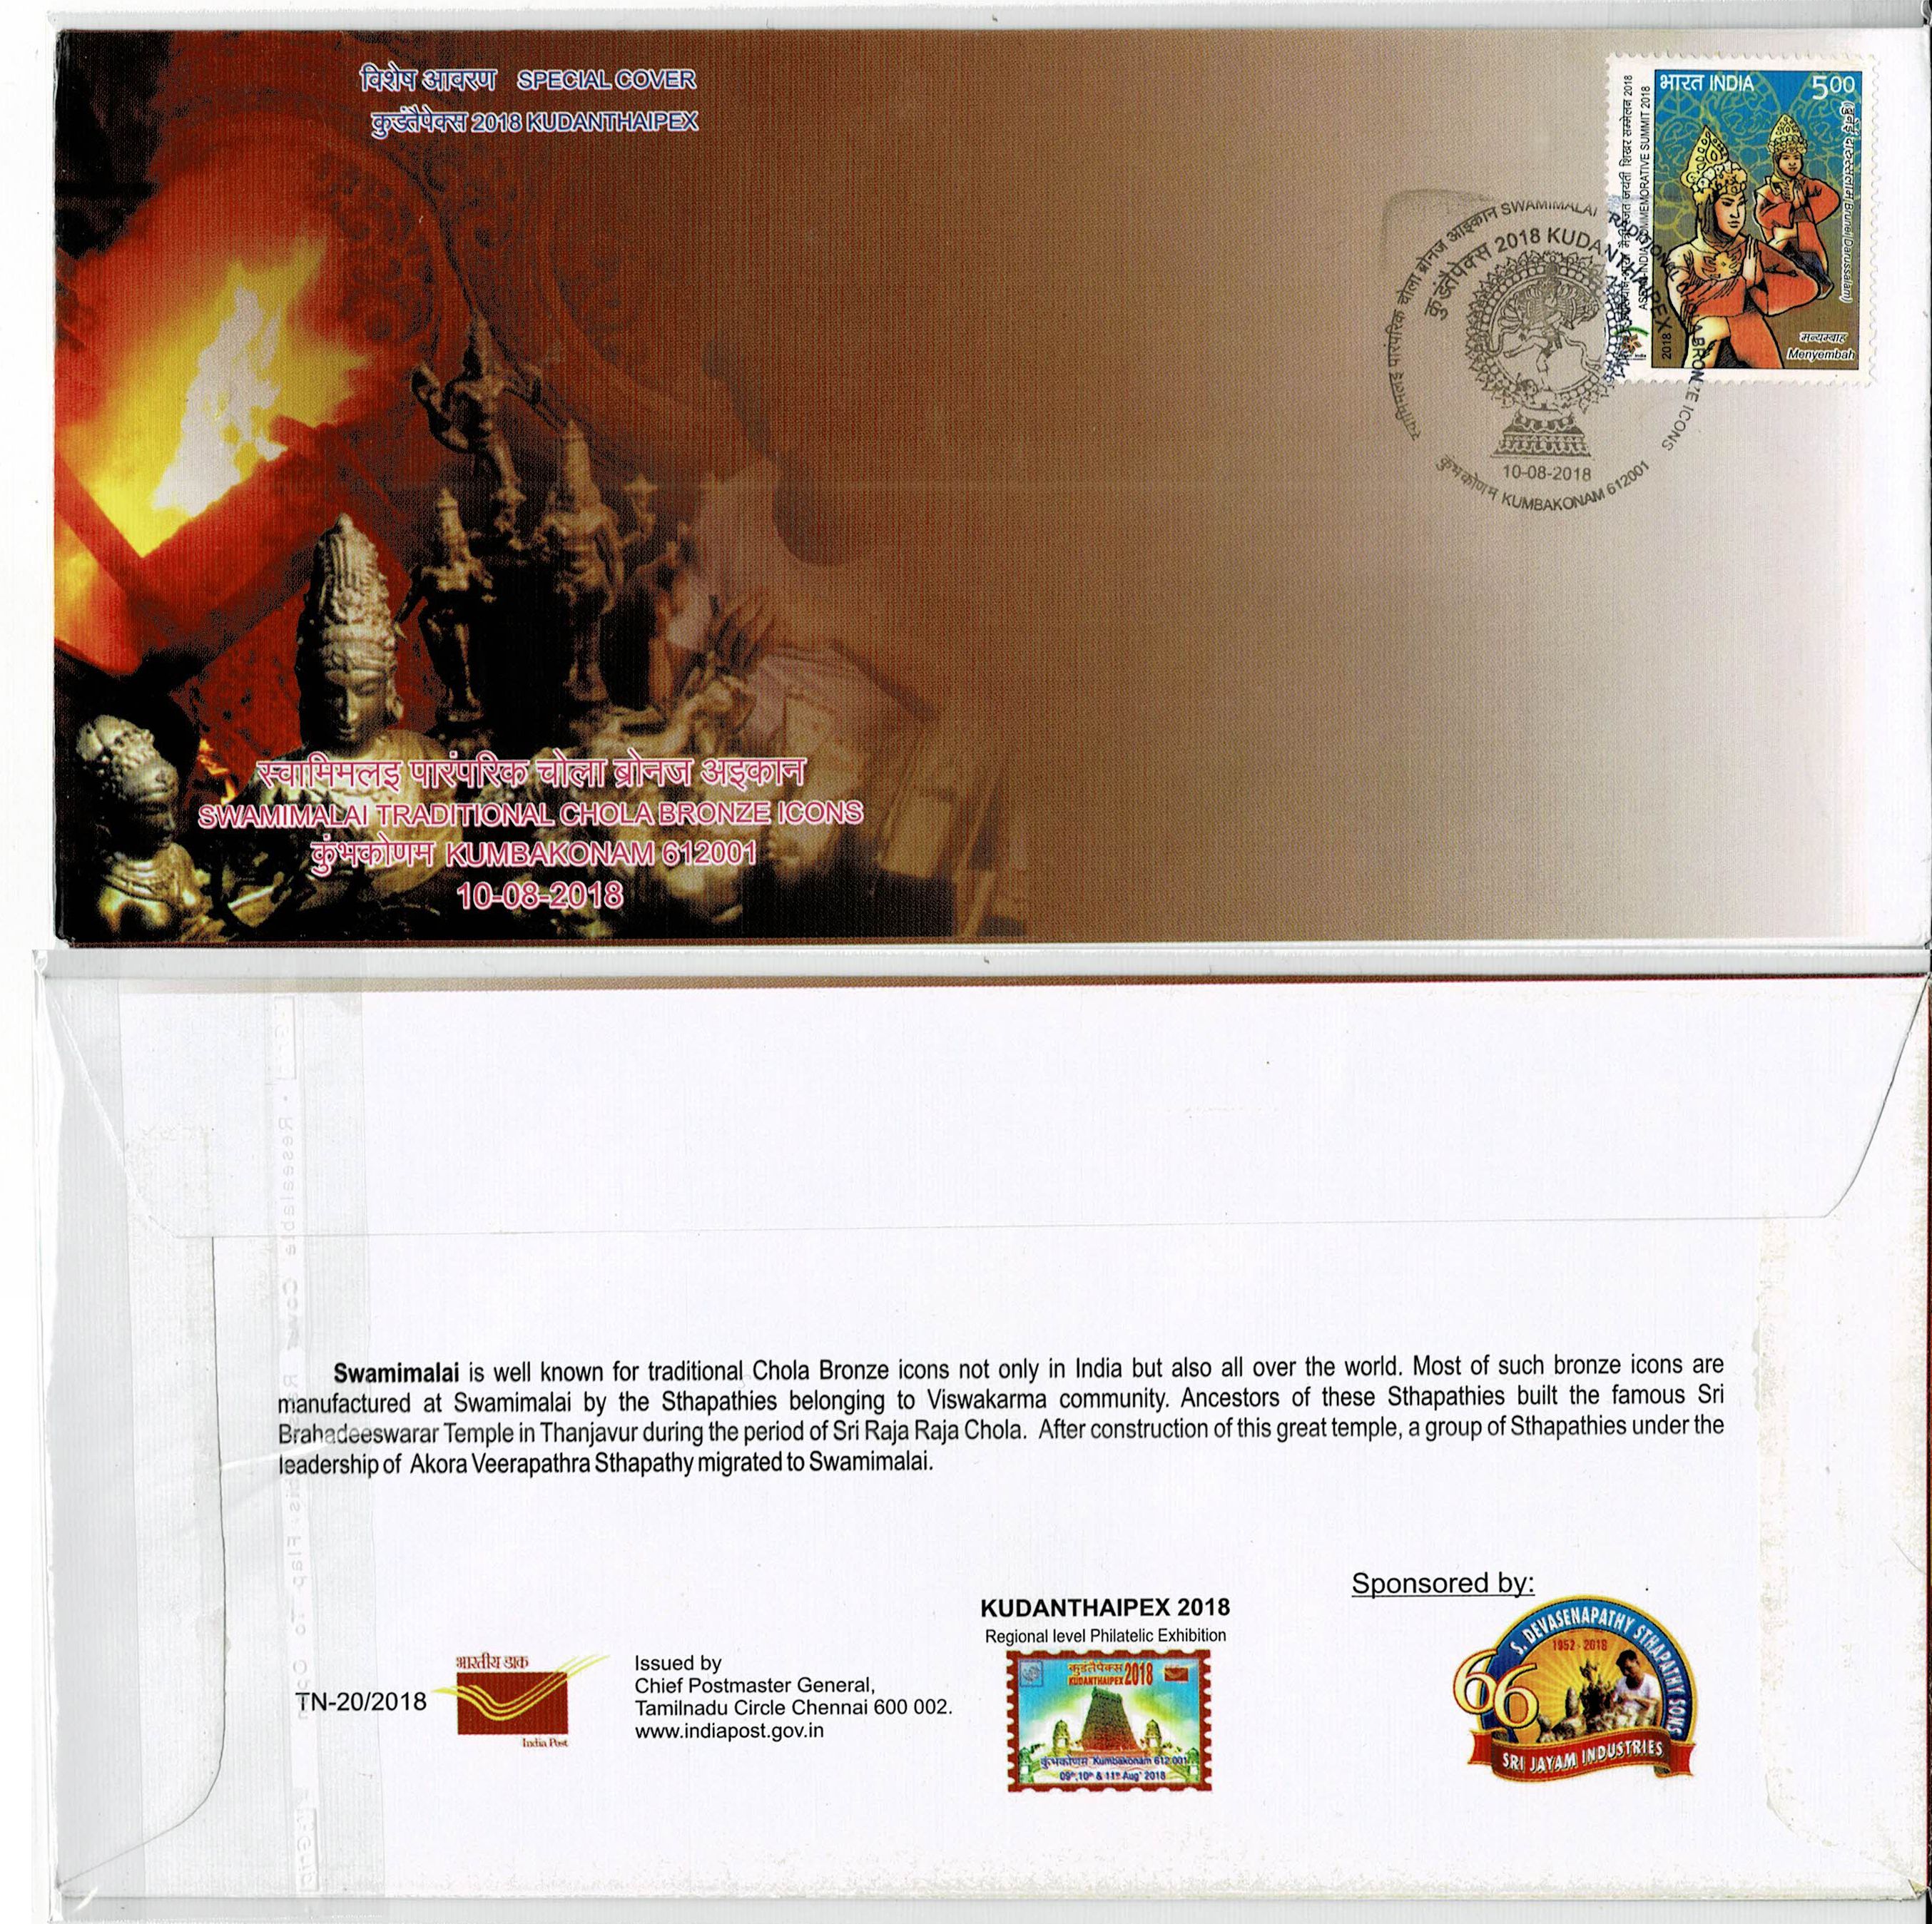 विशेष आवरण SPECIAL COVER
कुडंतैपेक्स 2018 KUDANTHAIPEX
भारत INDIA 500
ब्रुनई दारुस्सलाम (Brunei Darussalam)
शिखर सम्मेलन 2018
COMMEMORATIVE SUMMIT 2018
2018
मन्यम्बाह
Menyembah
स्वामिमलइ पारंपरिक चोला ब्रोनज आइकान SWAMIMALAI TRADITIONAL CHOLA BRONZE ICONS
कुडंतैपेक्स 2018 KUDANTHAIPEX
10-08-2018
कुंभकोणम KUMBAKONAM 612001
स्वामिमलइ पारंपरिक चोला ब्रोनज अइकान
SWAMIMALAI TRADITIONAL CHOLA BRONZE ICONS
कुंभकोणम KUMBAKONAM 612001
10-08-2018
Swamimalai is well known for traditional Chola Bronze icons not only in India but also all over the world. Most of such bronze icons are
manufactured at Swamimalai by the Sthapathies belonging to Viswakarma community. Ancestors of these Sthapathies built the famous Sri
Brahadeeswarar Temple in Thanjavur during the period of Sri Raja Raja Chola. After construction of this great temple, a group of Sthapathies under the
leadership of Akora Veerapathra Sthapathy migrated to Swamimalai.
TN-20/2018
भारतीय डाक
India Post
Issued by
Chief Postmaster General,
Tamilnadu Circle Chennai 600 002.
www.indiapost.gov.in
KUDANTHAIPEX 2018
Regional level Philatelic Exhibition
कुडंतैपेक्स 2018
KUDANTHAIPEX
कुंभकोणम Kumbakonam 612 001
09th,10th & 11th Aug' 2018
Sponsored by:
S. DEVASENAPATHY STHAPATHY SONS
1952 - 2018
66
SRI JAYAM INDUSTRIES